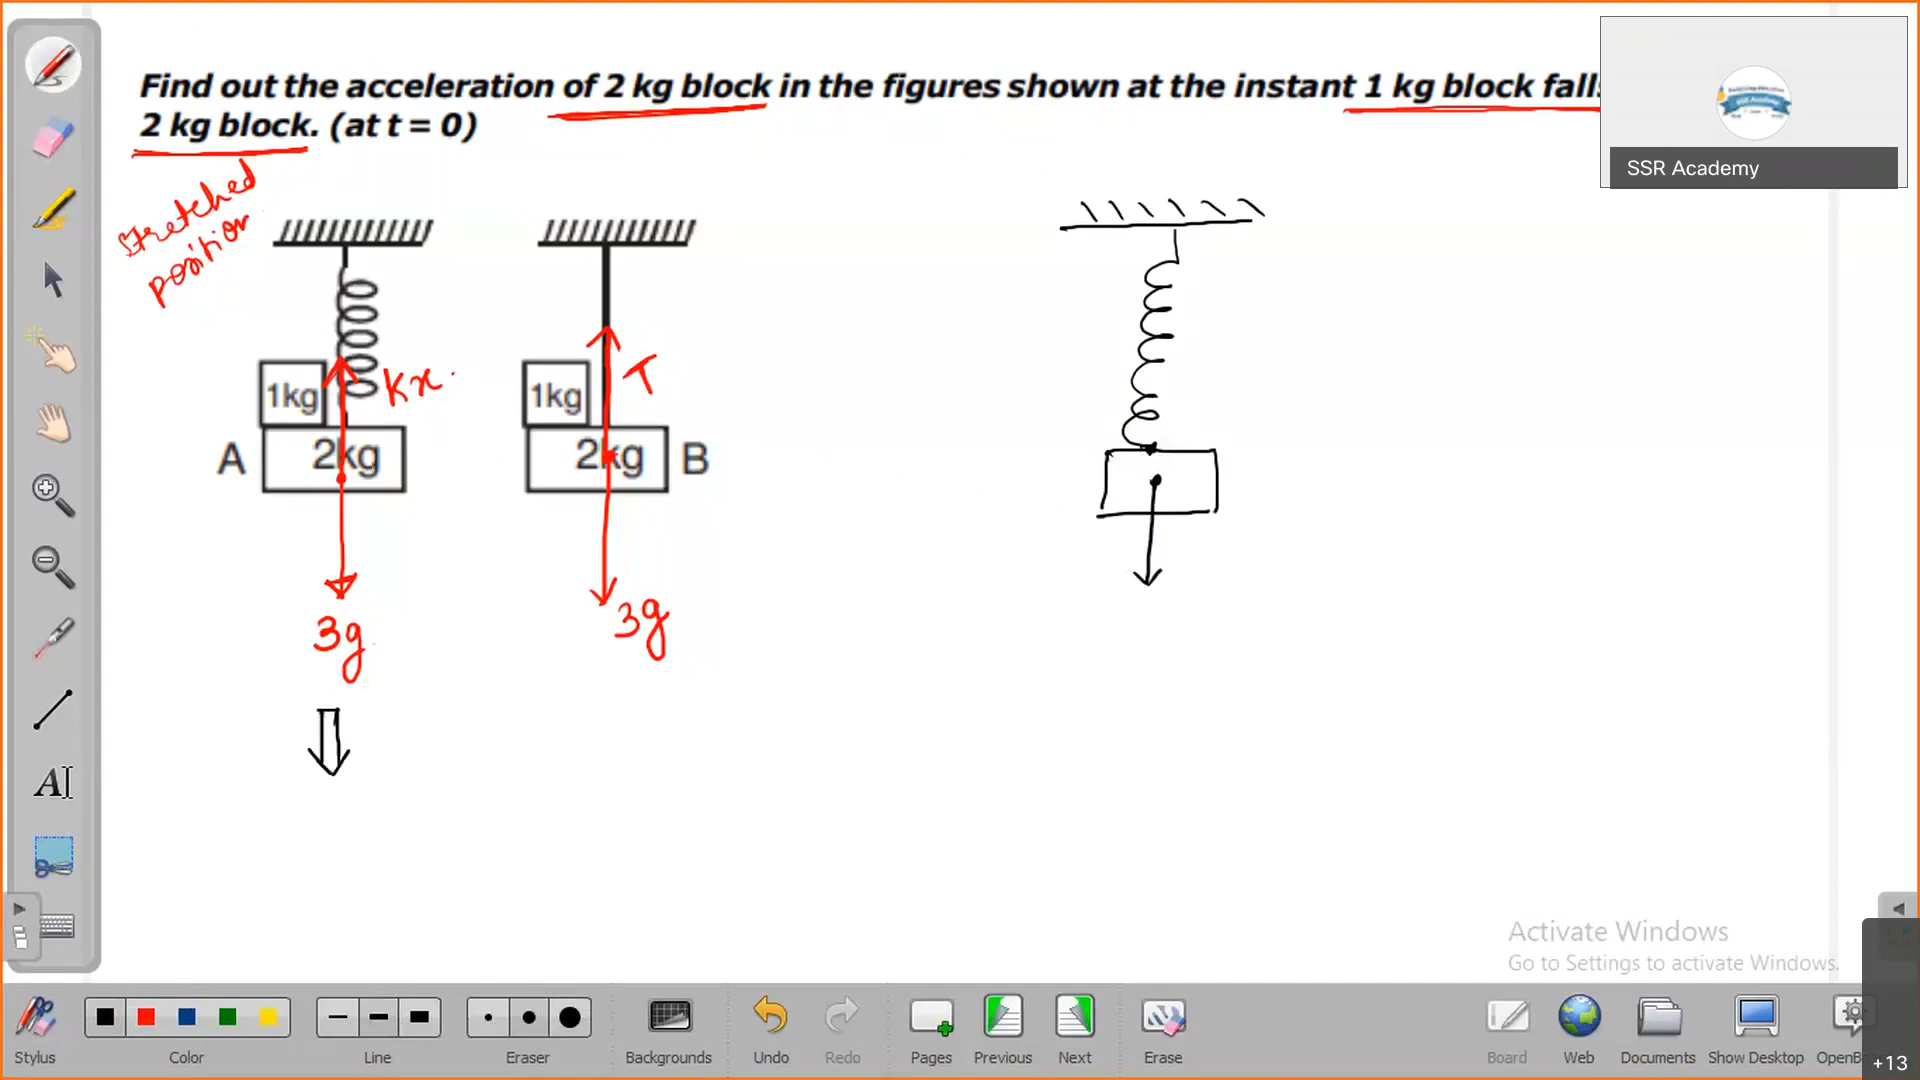 Find out the acceleration of 2 kg block in the figures shown at the instant 1 kg block falls
2 kg block. (at t = 0)
SSR Academy
Stretched
position
1kg
Kx
1kg
T
A
2kg
2kg
B
3g
3g
Activate Windows
Go to Settings to activate Windows.
Stylus
Color
Line
Eraser
Backgrounds
Undo
Redo
Pages
Previous
Next
Erase
Board
Web
Documents
Show Desktop
+13